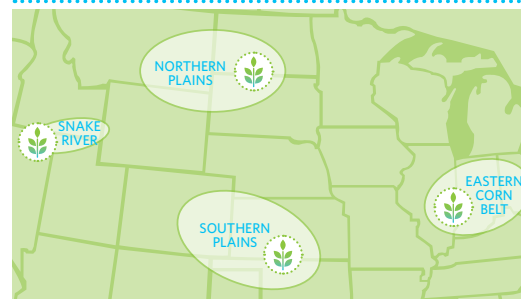 NORTHERN
PLAINS
SNAKE
RIVER
EASTERN
CORN
BELT
SOUTHERN
PLAINS